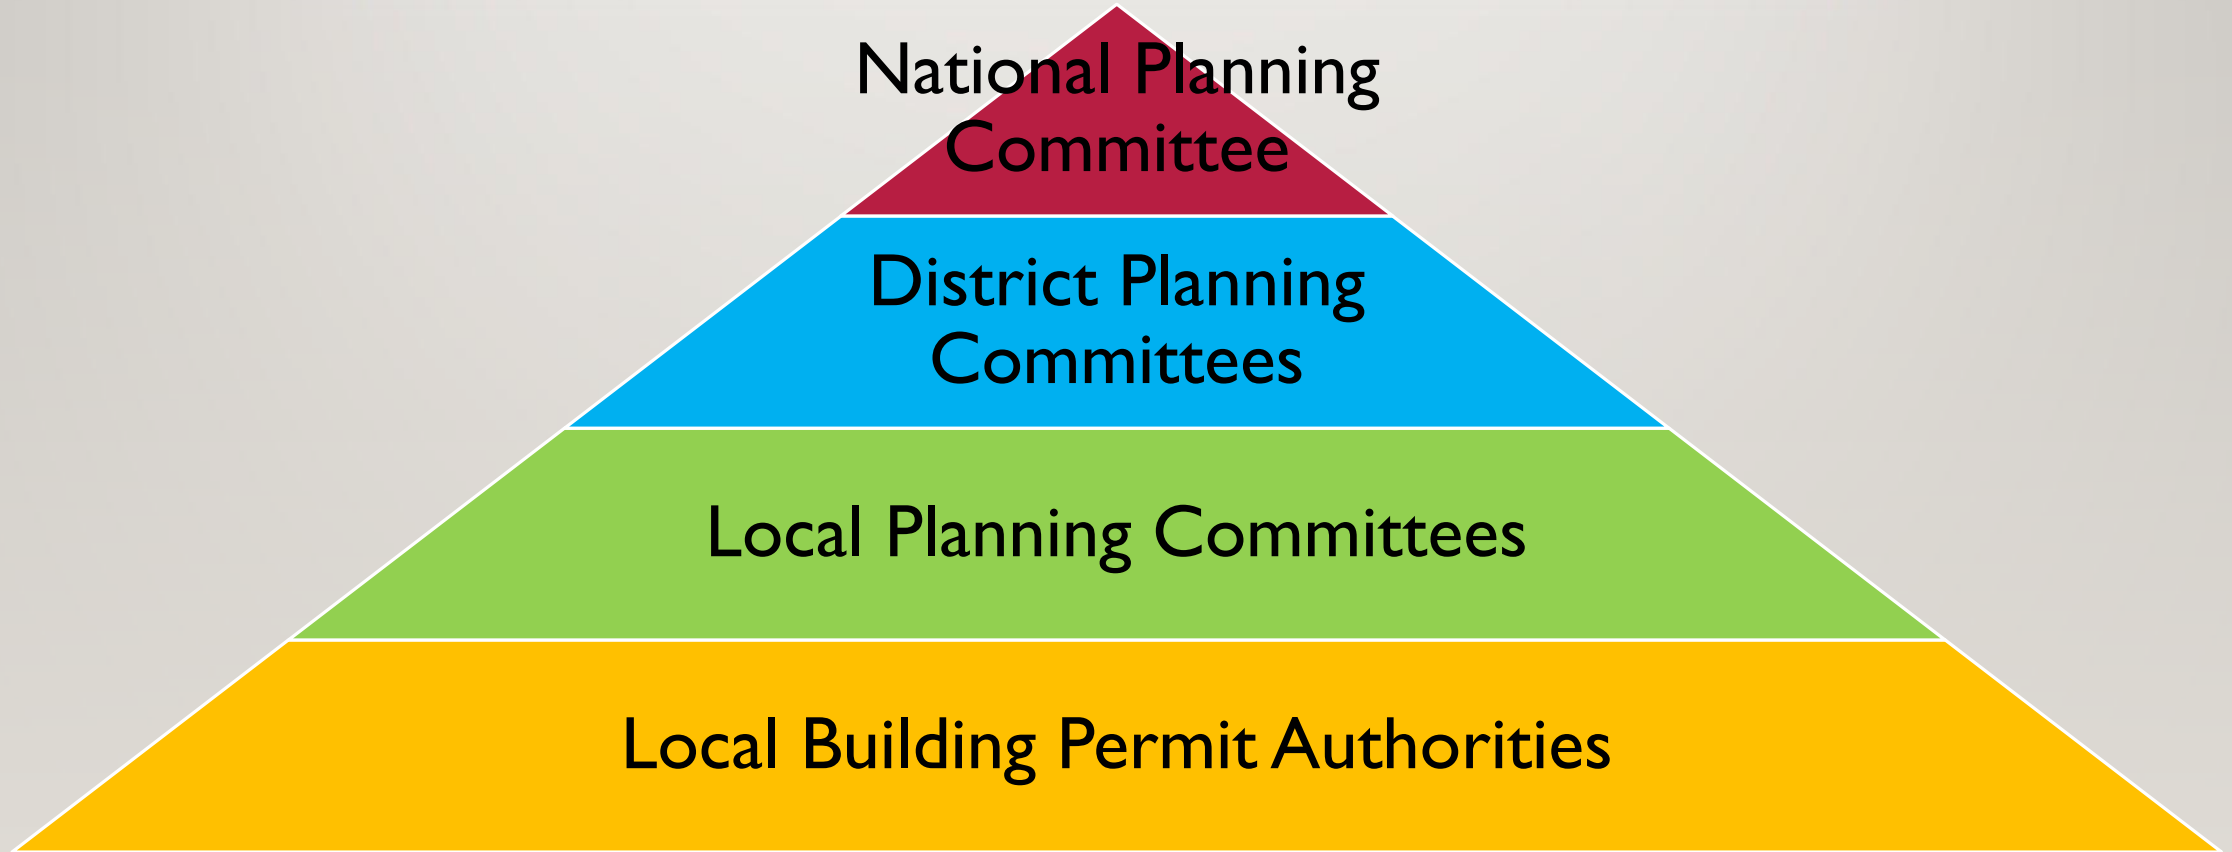 National Planning
Committee
District Planning
Committees
Local Planning Committees
Local Building Permit Authorities